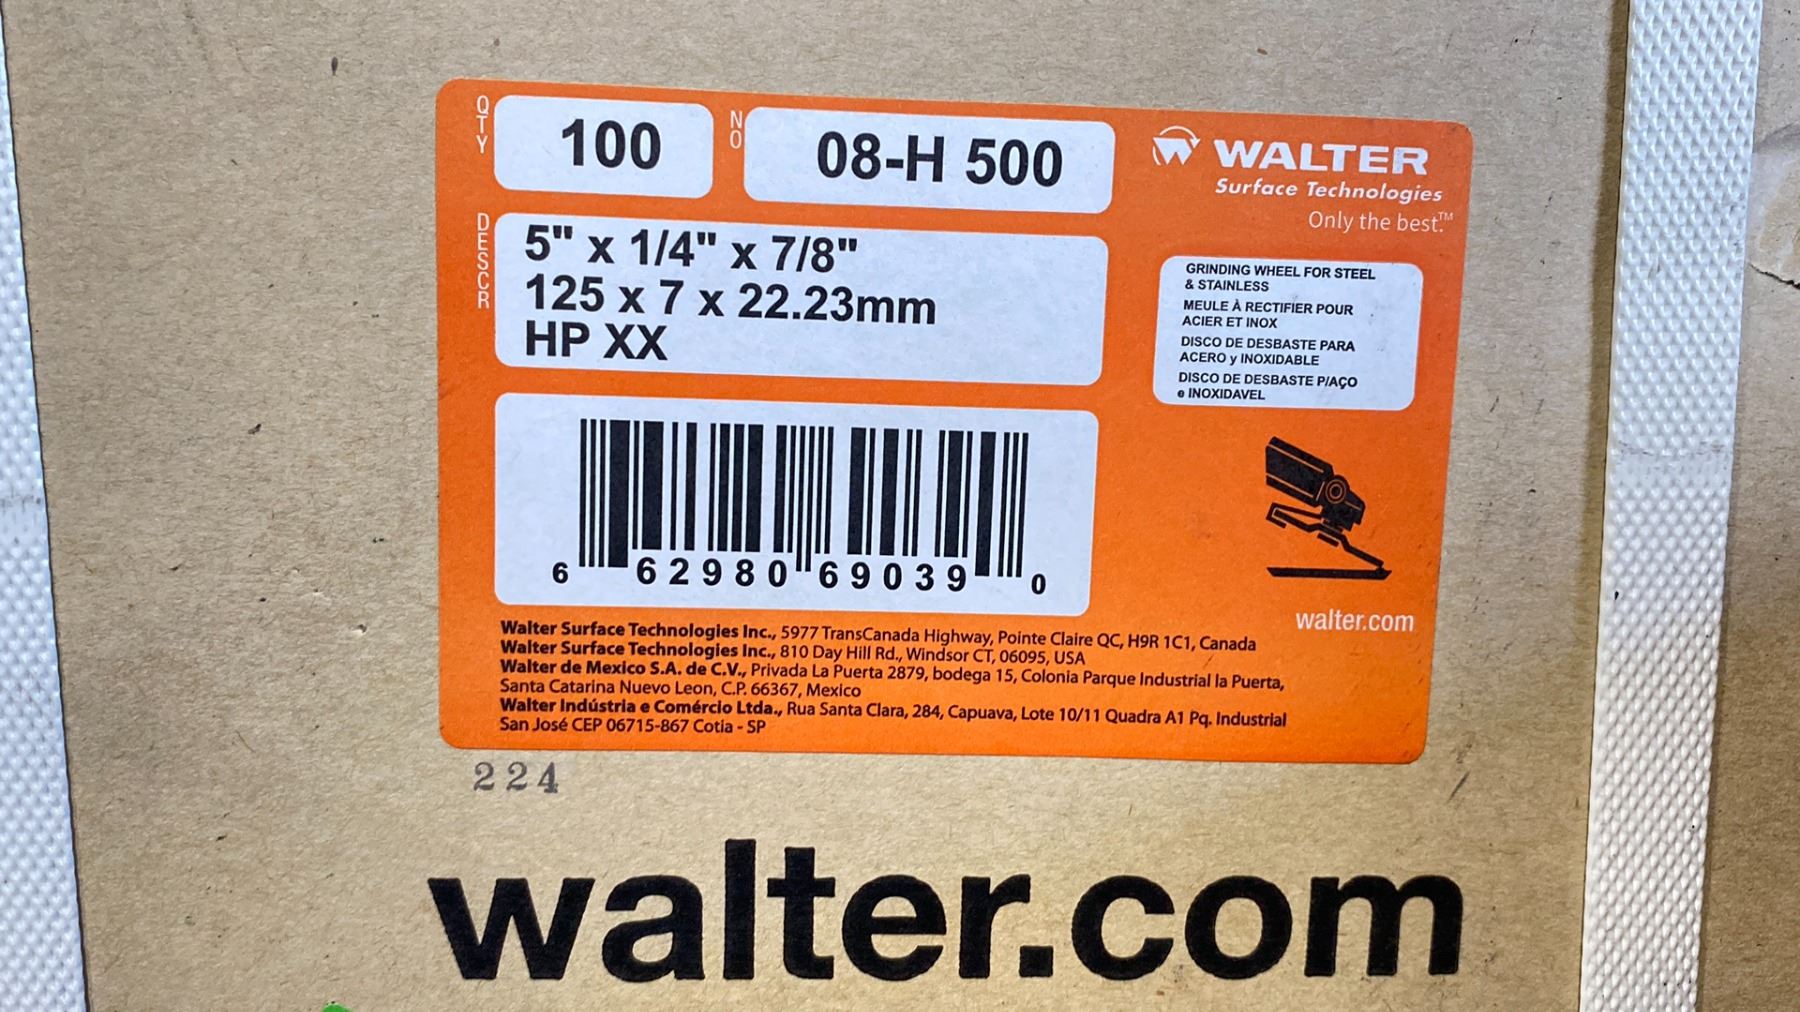 QTY
100
NO
08-H 500
WALTER
Surface Technologies
Only the best.™
DESCR
5" x 1/4" x 7/8"
125 x 7 x 22.23mm
HP XX
GRINDING WHEEL FOR STEEL
& STAINLESS
MEULE À RECTIFIER POUR
ACIER ET INOX
DISCO DE DESBASTE PARA
ACERO y INOXIDABLE
DISCO DE DESBASTE P/AÇO
e INOXIDAVEL
6 62980 69039 0
walter.com
Walter Surface Technologies Inc., 5977 TransCanada Highway, Pointe Claire QC, H9R 1C1, Canada
Walter Surface Technologies Inc., 810 Day Hill Rd., Windsor CT, 06095, USA
Walter de Mexico S.A. de C.V., Privada La Puerta 2879, bodega 15, Colonia Parque Industrial la Puerta,
Santa Catarina Nuevo Leon, C.P. 66367, Mexico
Walter Indústria e Comércio Ltda., Rua Santa Clara, 284, Capuava, Lote 10/11 Quadra A1 Pq. Industrial
San José CEP 06715-867 Cotia - SP
224
walter.com